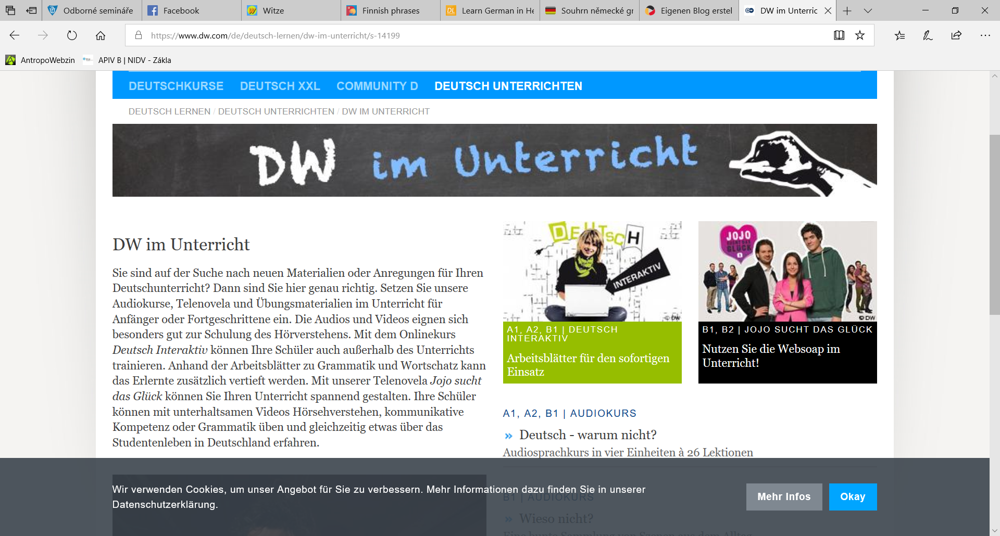 Odborné semináře
Facebook
Witze
Finnish phrases
Learn German in He
Souhrn německé gr
Eigenen Blog erstel
DW im Unterric
https://www.dw.com/de/deutsch-lernen/dw-im-unterricht/s-14199
AntropoWebzin
APIV B | NIDV - Zákla
DEUTSCHKURSE DEUTSCH XXL COMMUNITY D DEUTSCH UNTERRICHTEN
DEUTSCH LERNEN / DEUTSCH UNTERRICHTEN / DW IM UNTERRICHT
DW im Unterricht
DW im Unterricht
Sie sind auf der Suche nach neuen Materialien oder Anregungen für Ihren
Deutschunterricht? Dann sind Sie hier genau richtig. Setzen Sie unsere
Audiokurse, Telenovela und Übungsmaterialien im Unterricht für
Anfänger oder Fortgeschrittene ein. Die Audios und Videos eignen sich
besonders gut zur Schulung des Hörverstehens. Mit dem Onlinekurs
Deutsch Interaktiv können Ihre Schüler auch außerhalb des Unterrichts
trainieren. Anhand der Arbeitsblätter zu Grammatik und Wortschatz kann
das Erlernte zusätzlich vertieft werden. Mit unserer Telenovela Jojo sucht
das Glück können Sie Ihren Unterricht spannend gestalten. Ihre Schüler
können mit unterhaltsamen Videos Hörsehverstehen, kommunikative
Kompetenz oder Grammatik üben und gleichzeitig etwas über das
Studentenleben in Deutschland erfahren.
DEUTSCH
INTERAKTIV
© DW
A1, A2, B1 | DEUTSCH
INTERAKTIV
Arbeitsblätter für den sofortigen
Einsatz
JOJO
SUCHT DAS
GLÜCK
© DW
B1, B2 | JOJO SUCHT DAS GLÜCK
Nutzen Sie die Websoap im
Unterricht!
A1, A2, B1 | AUDIOKURS
» Deutsch - warum nicht?
Audiosprachkurs in vier Einheiten à 26 Lektionen
B1 | AUDIOKURS
» Wieso nicht?
Eine bunte Sammlung von Szenen aus dem Alltag
Wir verwenden Cookies, um unser Angebot für Sie zu verbessern. Mehr Informationen dazu finden Sie in unserer
Datenschutzerklärung.
Mehr Infos
Okay